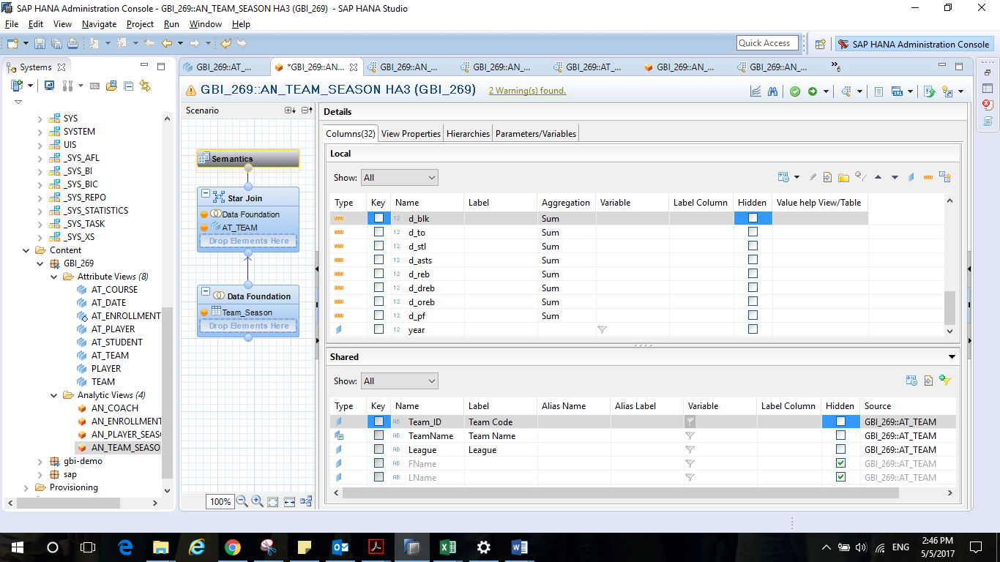 SAP HANA Administration Console - GBI_269::AN_TEAM_SEASON HA3 (GBI_269) - SAP HANA Studio
File Edit View Navigate Project Run Window Help
Quick Access
SAP HANA Administration Console
Systems
GBI_269::AT_...
*GBI_269::AN_...
GBI_269::AN_...
GBI_269::AN_...
GBI_269::AT_...
GBI_269::AN_...
GBI_269::AN_...
»6
SYS
SYSTEM
UIS
_SYS_AFL
_SYS_BI
_SYS_BIC
_SYS_REPO
_SYS_STATISTICS
_SYS_TASK
_SYS_XS
Content
GBI_269
Attribute Views (8)
AT_COURSE
AT_DATE
AT_ENROLLMENT
AT_PLAYER
AT_STUDENT
AT_TEAM
PLAYER
TEAM
Analytic Views (4)
AN_COACH
AN_ENROLLMENT
AN_PLAYER_SEAS
AN_TEAM_SEASO
gbi-demo
sap
Provisioning
GBI_269::AN_TEAM_SEASON HA3 (GBI_269)
2 Warning(s) found.
Scenario
Semantics
Star Join
Data Foundation
AT_TEAM
Drop Elements Here
Data Foundation
Team_Season
Drop Elements Here
100%
Details
Columns(32) View Properties Hierarchies Parameters/Variables
Local
Show: All
Type Key Name Label Aggregation Variable Label Column Hidden Value help View/Table
12 d_blk Sum
12 d_to Sum
12 d_stl Sum
12 d_asts Sum
12 d_reb Sum
12 d_dreb Sum
12 d_oreb Sum
12 d_pf Sum
12 year
Shared
Show: All
Type Key Name Label Alias Name Alias Label Variable Label Column Hidden Source
AB Team_ID Team Code GBI_269::AT_TEAM
AB TeamName Team Name GBI_269::AT_TEAM
AB League League GBI_269::AT_TEAM
AB FName GBI_269::AT_TEAM
AB LName GBI_269::AT_TEAM
ENG
2:46 PM
5/5/2017